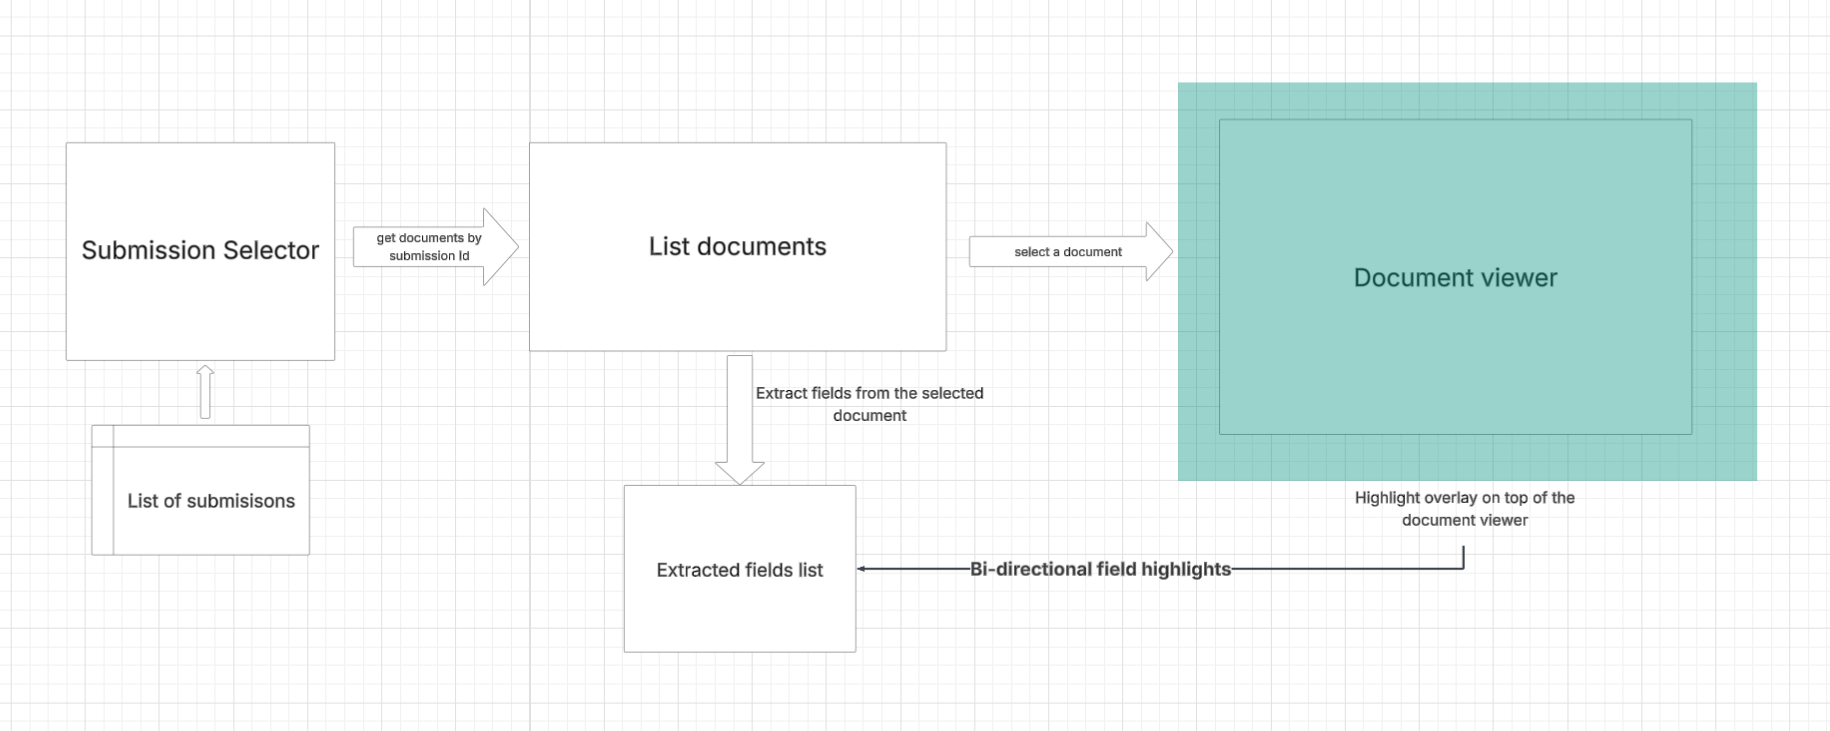 Submission Selector
get documents by
submission Id
List documents
select a document
Document viewer
Extract fields from the selected
document
List of submisisons
Highlight overlay on top of the
document viewer
Extracted fields list
Bi-directional field highlights